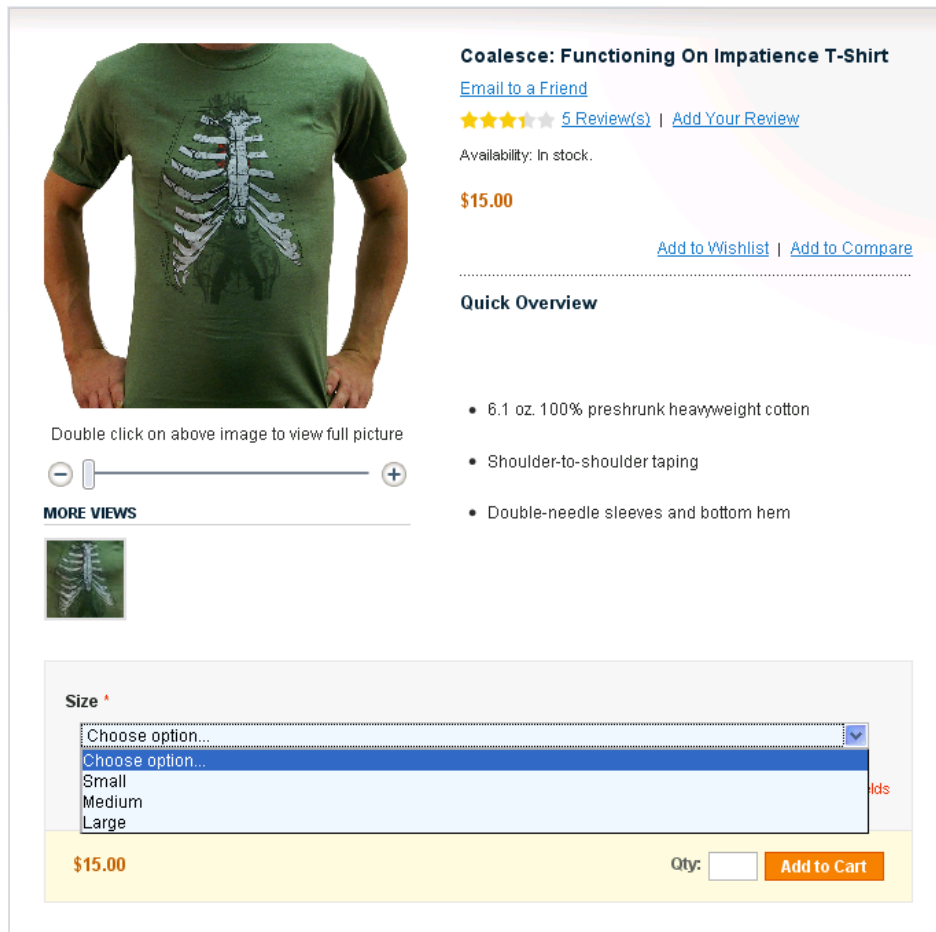 Coalesce: Functioning On Impatience T-Shirt
Email to a Friend
5 Review(s) | Add Your Review
Availability: In stock.
$15.00
Add to Wishlist | Add to Compare
Quick Overview
• 6.1 oz. 100% preshrunk heavyweight cotton
• Shoulder-to-shoulder taping
• Double-needle sleeves and bottom hem
Double click on above image to view full picture
MORE VIEWS
Size *
Choose option...
Choose option...
Small
Medium
Large
$15.00
Qty: Add to Cart